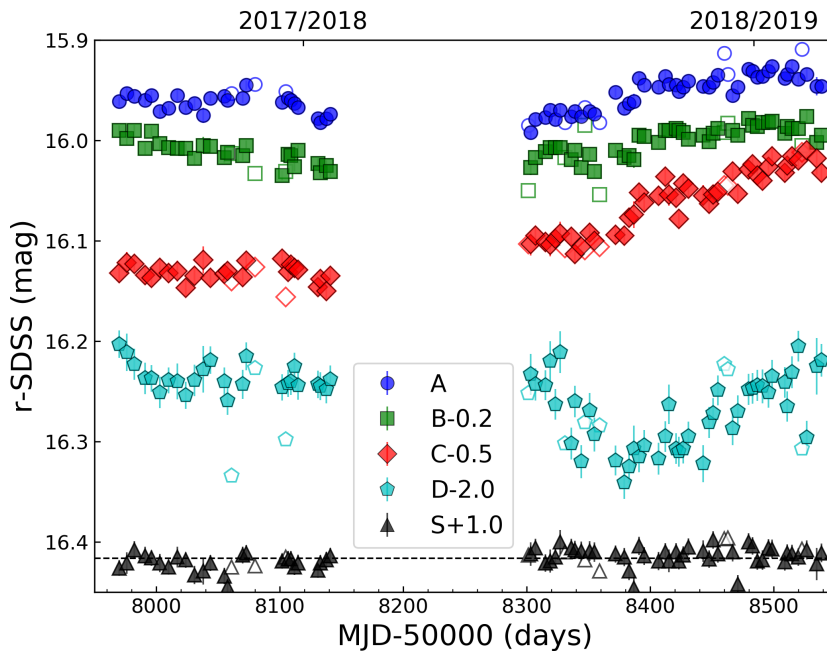 2017/2018 2018/2019
15.9
16.0
16.1
16.2
16.3
16.4
r-SDSS (mag)
A
B-0.2
C-0.5
D-2.0
S+1.0
8000 8100 8200 8300 8400 8500
MJD-50000 (days)